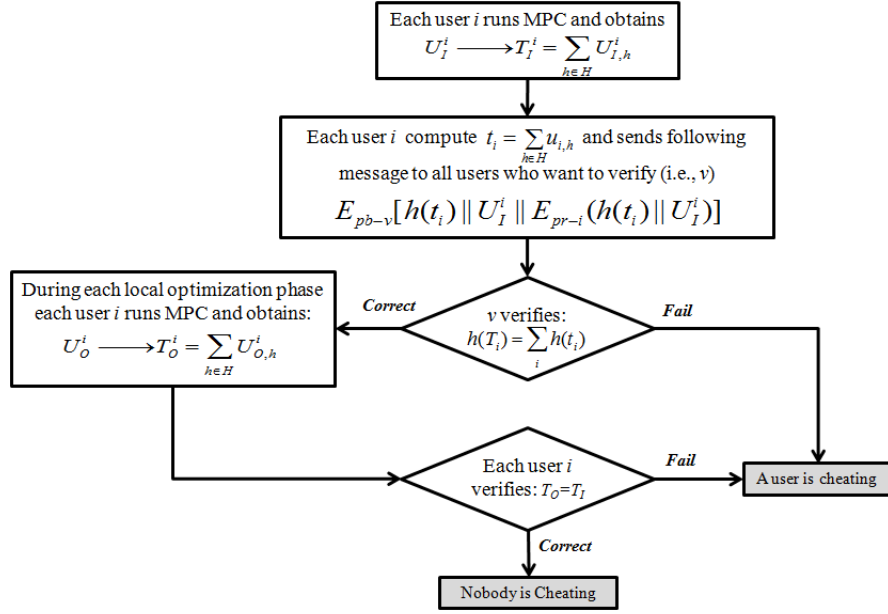 Each user i runs MPC and obtains
U_I^i ⟶ T_I^i = ∑_{h∈H} U_{I,h}^i
Each user i compute t_i = ∑_{h∈H} u_{i,h} and sends following
message to all users who want to verify (i.e., v)
E_{pb-v}[h(t_i) || U_I^i || E_{pr-i}(h(t_i) || U_I^i)]
During each local optimization phase
each user i runs MPC and obtains:
U_O^i ⟶ T_O^i = ∑_{h∈H} U_{O,h}^i
Correct
v verifies:
h(T_i) = ∑_i h(t_i)
Fail
Each user i
verifies: T_O=T_I
Fail
A user is cheating
Correct
Nobody is Cheating